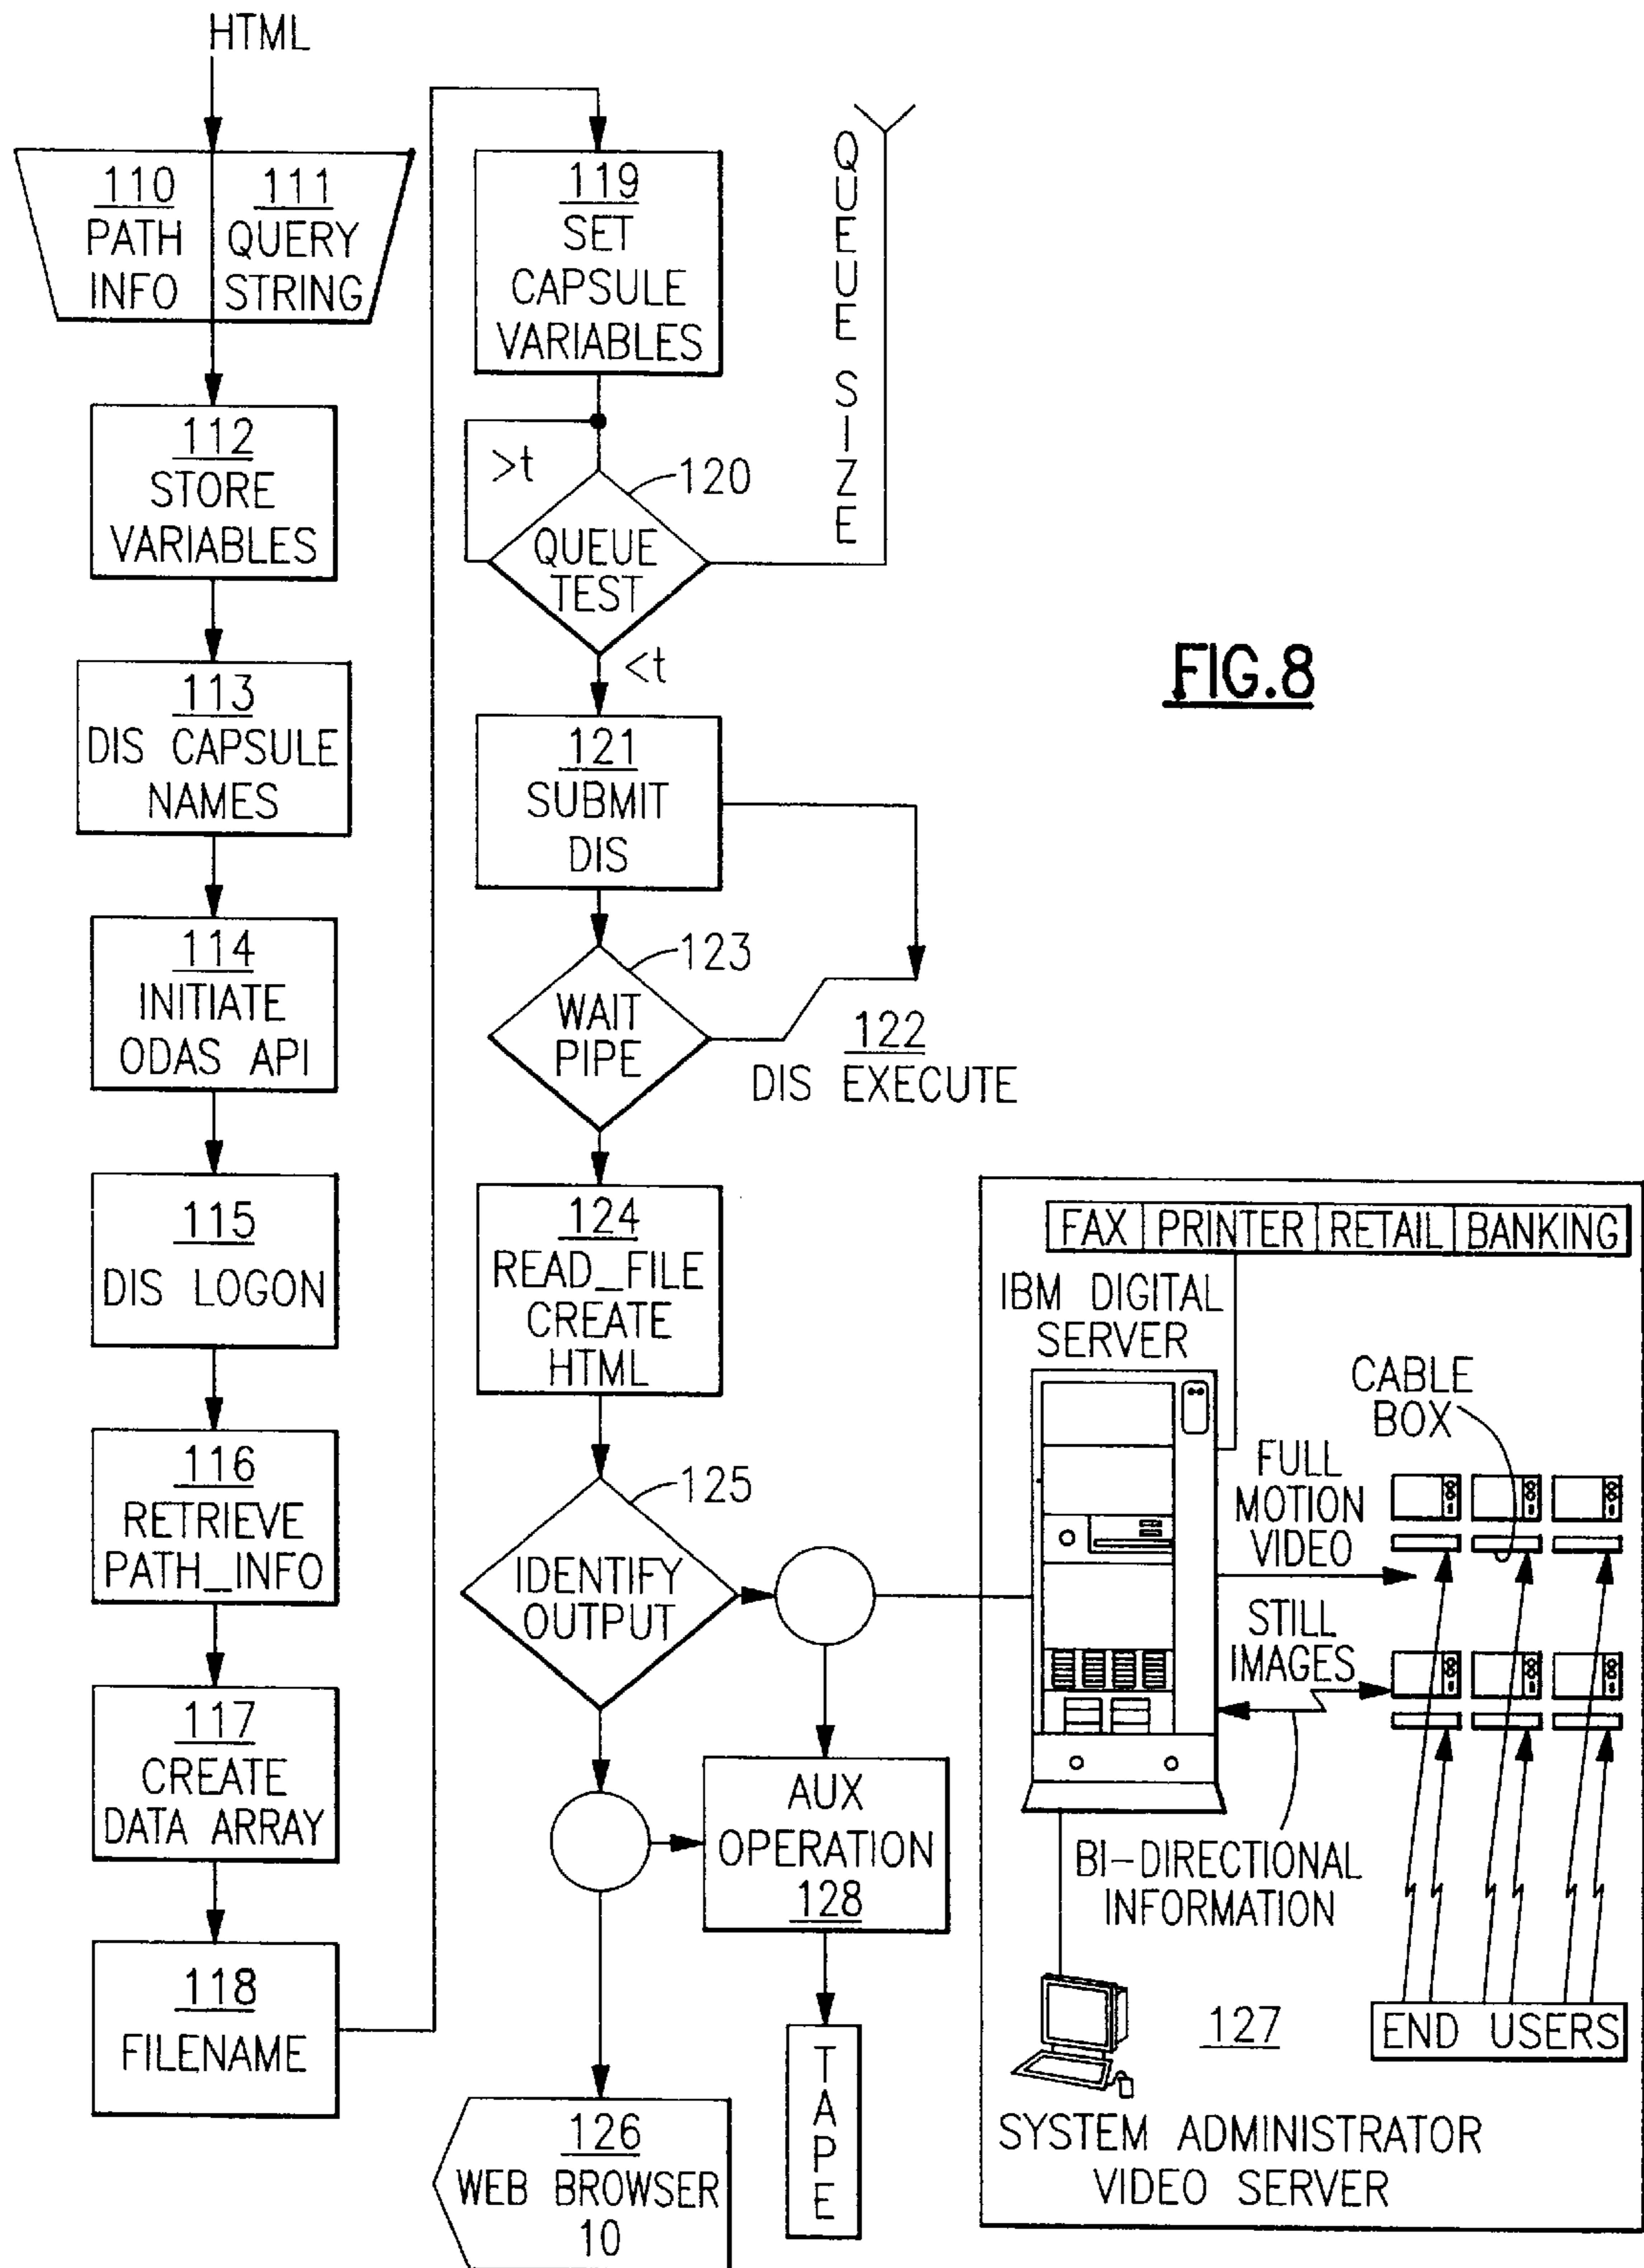 HTML
110
PATH
INFO
111
QUERY
STRING
112
STORE
VARIABLES
113
DIS CAPSULE
NAMES
114
INITIATE
ODAS API
115
DIS LOGON
116
RETRIEVE
PATH_INFO
117
CREATE
DATA ARRAY
118
FILENAME
119
SET
CAPSULE
VARIABLES
>t
120
QUEUE
TEST
QUEUE SIZE
<t
121
SUBMIT
DIS
123
WAIT
PIPE
122
DIS EXECUTE
124
READ_FILE
CREATE
HTML
125
IDENTIFY
OUTPUT
AUX
OPERATION
128
TAPE
126
WEB BROWSER
10
FIG.8
FAX PRINTER RETAIL BANKING
IBM DIGITAL
SERVER
CABLE
BOX
FULL
MOTION
VIDEO
STILL
IMAGES
BI-DIRECTIONAL
INFORMATION
127
END USERS
SYSTEM ADMINISTRATOR
VIDEO SERVER